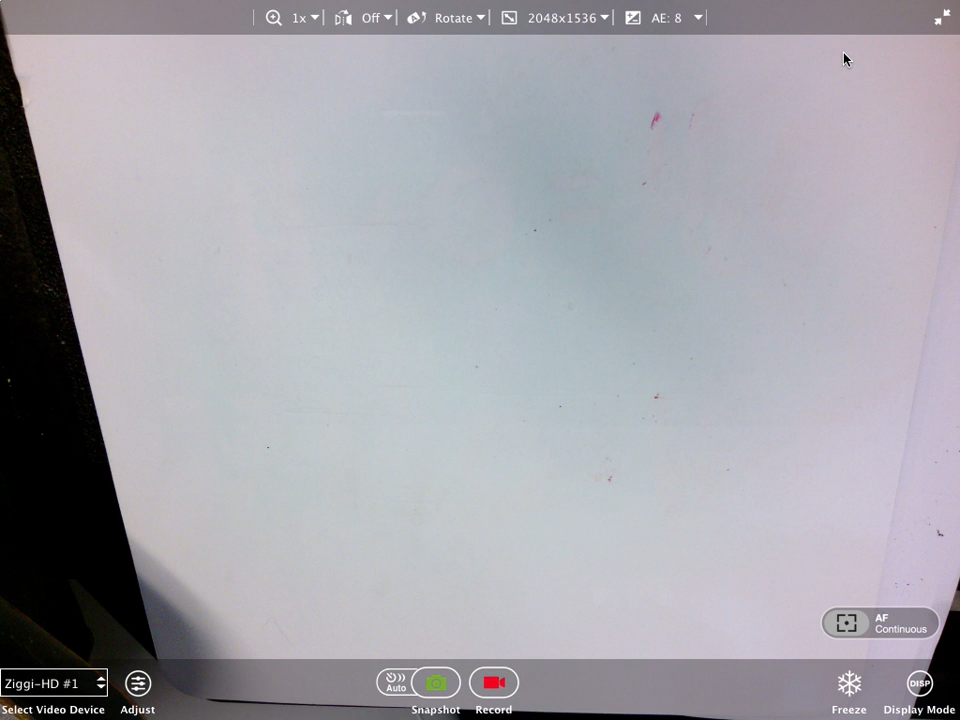 1x Off Rotate 2048x1536 AE: 8
AF
Continuous
Ziggi-HD #1
Auto
DISP
Select Video Device Adjust Snapshot Record Freeze Display Mode